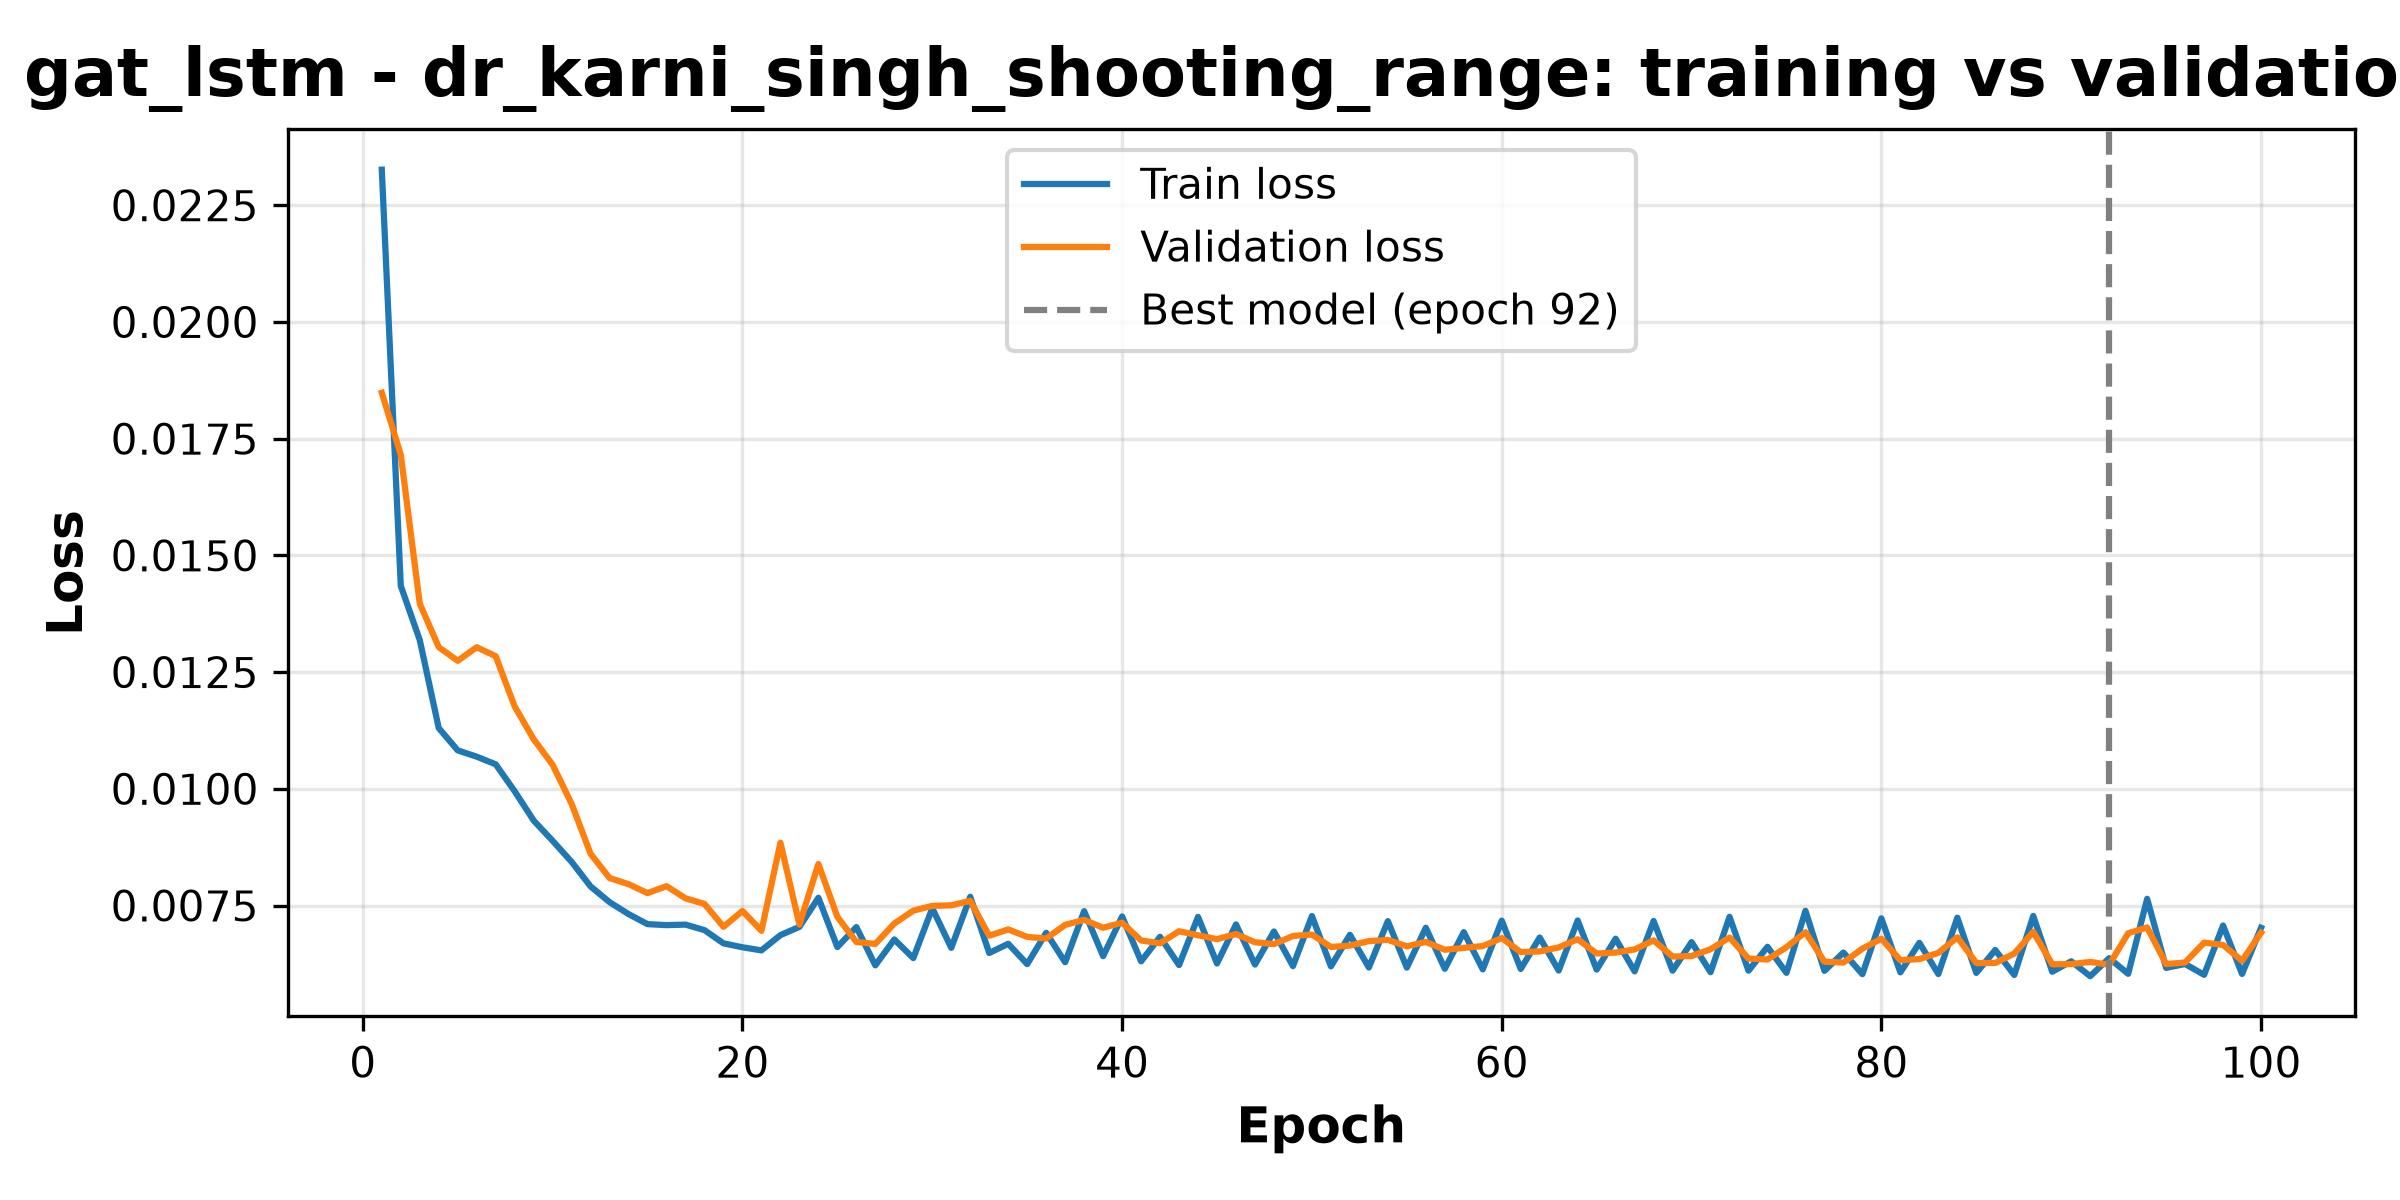 gat_lstm - dr_karni_singh_shooting_range: training vs validatio
Train loss
Validation loss
Best model (epoch 92)
Loss
0.0225
0.0200
0.0175
0.0150
0.0125
0.0100
0.0075
0 20 40 60 80 100
Epoch